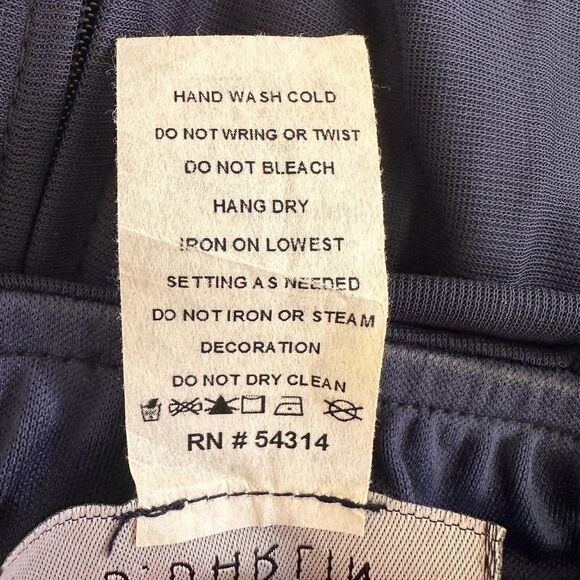 HAND WASH COLD
DO NOT WRING OR TWIST
DO NOT BLEACH
HANG DRY
IRON ON LOWEST
SETTING AS NEEDED
DO NOT IRON OR STEAM
DECORATION
DO NOT DRY CLEAN
RN # 54314